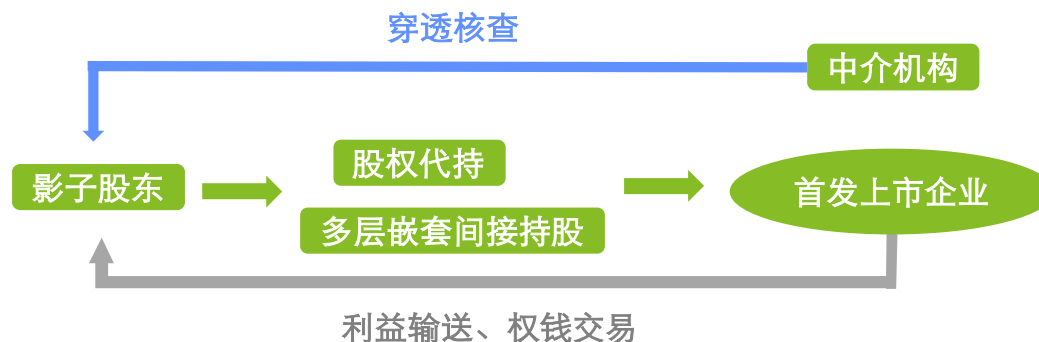 穿透核查
中介机构
股权代持
影子股东
首发上市企业
多层嵌套间接持股
利益输送、权钱交易